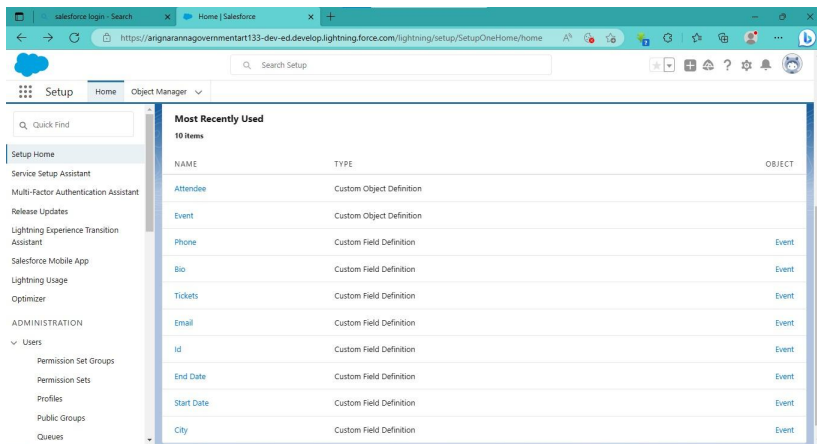 salesforce login - Search
Home | Salesforce
https://arignarannagovernmentart133-dev-ed.develop.lightning.force.com/lightning/setup/SetupOneHome/home
7
Search Setup
Setup
Home
Object Manager
Quick Find
Setup Home
Service Setup Assistant
Multi-Factor Authentication Assistant
Release Updates
Lightning Experience Transition
Assistant
Salesforce Mobile App
Lightning Usage
Optimizer
ADMINISTRATION
Users
Permission Set Groups
Permission Sets
Profiles
Public Groups
Queues
Most Recently Used
10 items
NAME TYPE OBJECT
Attendee Custom Object Definition
Event Custom Object Definition
Phone Custom Field Definition Event
Bio Custom Field Definition Event
Tickets Custom Field Definition Event
Email Custom Field Definition Event
Id Custom Field Definition Event
End Date Custom Field Definition Event
Start Date Custom Field Definition Event
City Custom Field Definition Event